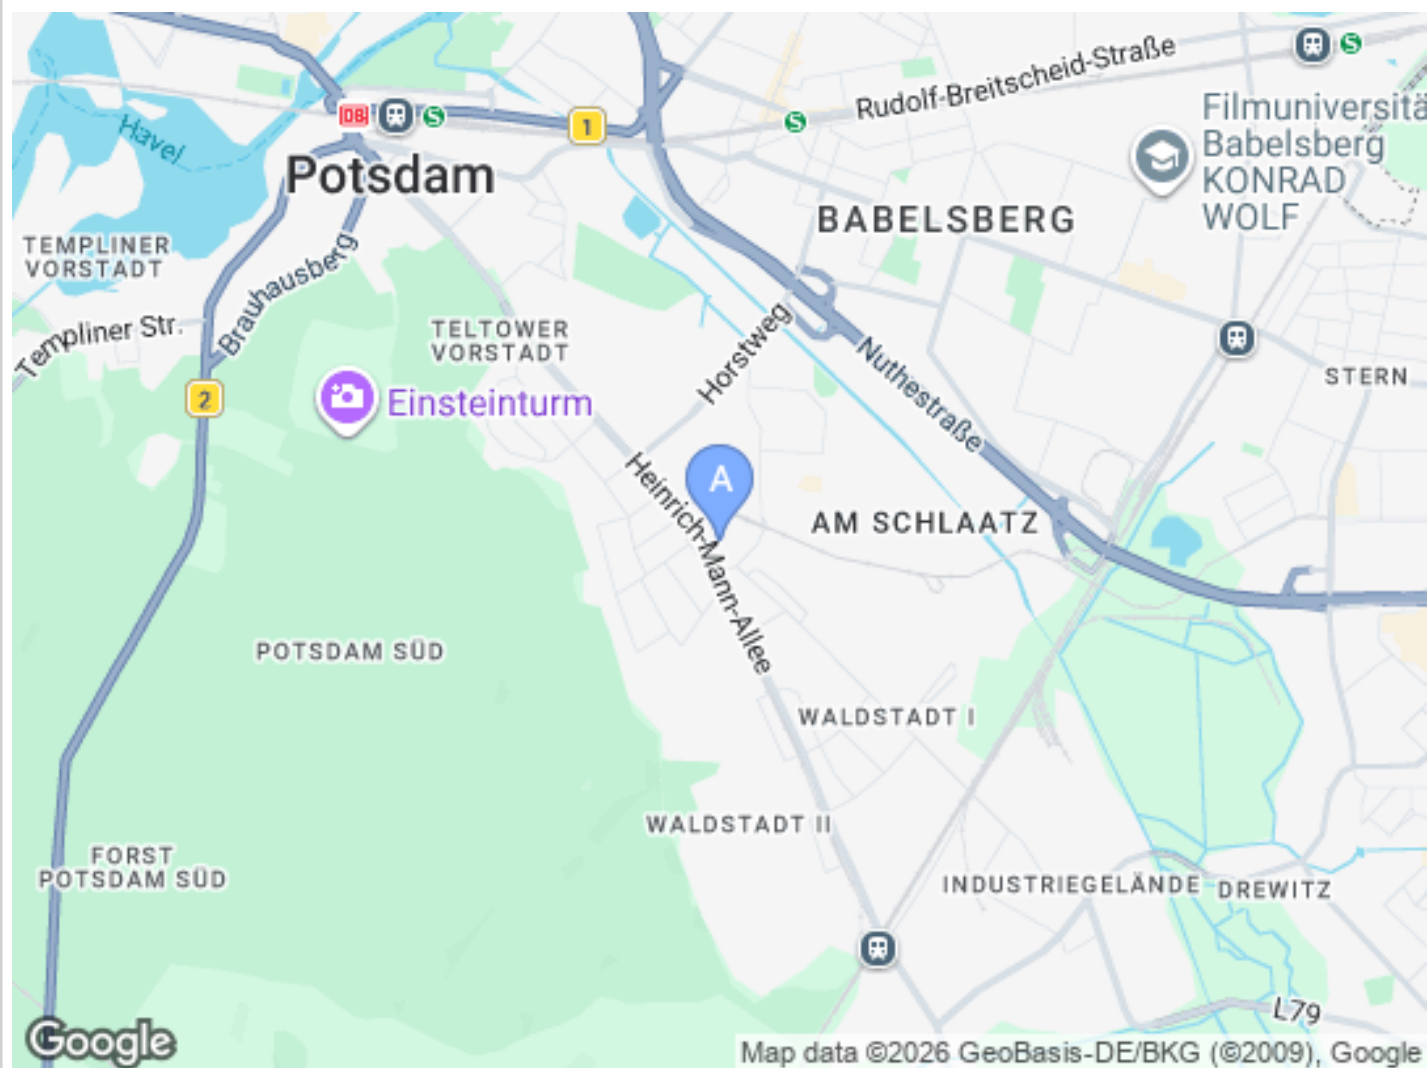 Rudolf-Breitscheid-Straße
Filmuniversitä
Babelsberg
KONRAD
WOLF
DB
S
S
S
1
Havel
Potsdam
BABELSBERG
TEMPLINER
VORSTADT
Brauhausberg
Templiner Str.
TELTOWER
VORSTADT
Horstweg
Nuthestraße
STERN
2
Einsteinturm
Heinrich-Mann-Allee
A
AM SCHLAATZ
POTSDAM SÜD
WALDSTADT I
WALDSTADT II
FORST
POTSDAM SÜD
INDUSTRIEGELÄNDE
DREWITZ
L79
Google
Map data ©2026 GeoBasis-DE/BKG (©2009), Google